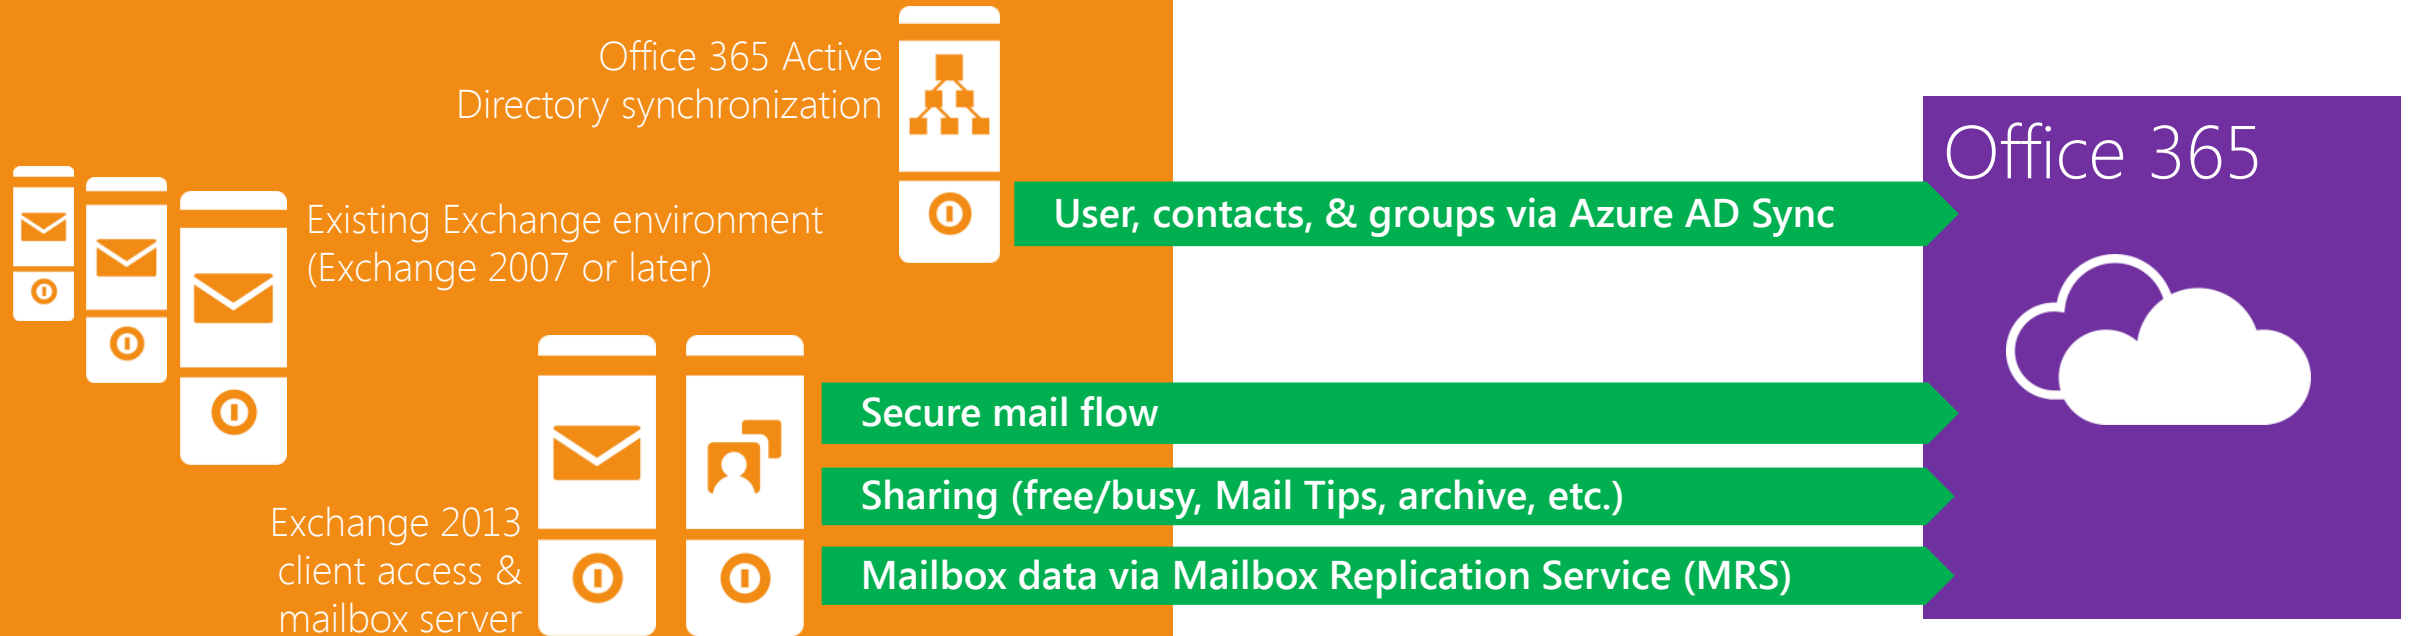 Office 365 Active
Directory synchronization
Office 365
User, contacts, & groups via Azure AD Sync
Existing Exchange environment
(Exchange 2007 or later)
Secure mail flow
Sharing (free/busy, Mail Tips, archive, etc.)
Exchange 2013
client access &
mailbox server
Mailbox data via Mailbox Replication Service (MRS)